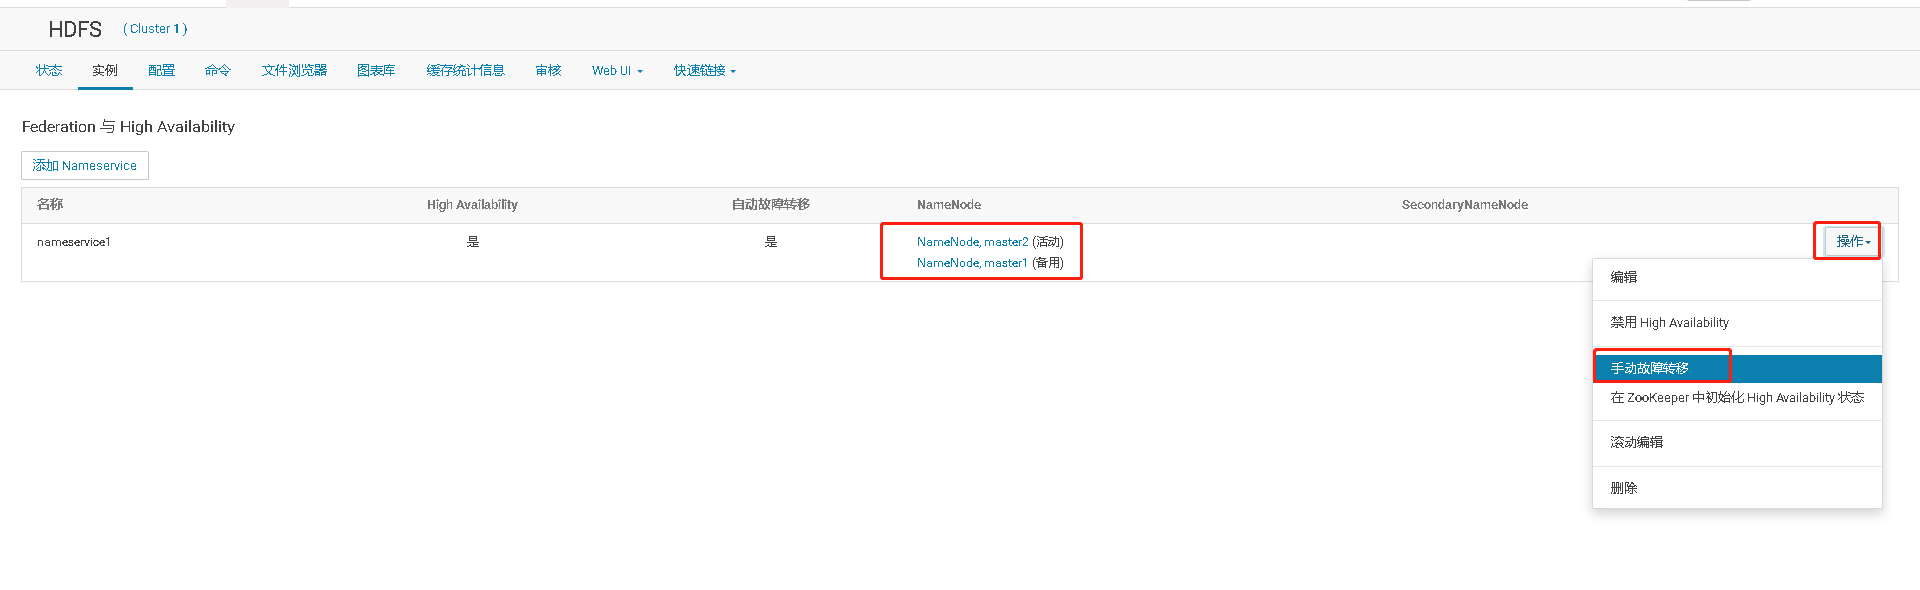 HDFS ( Cluster 1 )
状态 实例 配置 命令 文件浏览器 图表库 缓存统计信息 审核 Web UI 快速链接
Federation 与 High Availability
添加 Nameservice
名称 High Availability 自动故障转移 NameNode SecondaryNameNode
nameservice1 是 是 NameNode, master2 (活动) 操作
NameNode, master1 (备用)
编辑
禁用 High Availability
手动故障转移
在 ZooKeeper 中初始化 High Availability 状态
滚动编辑
删除